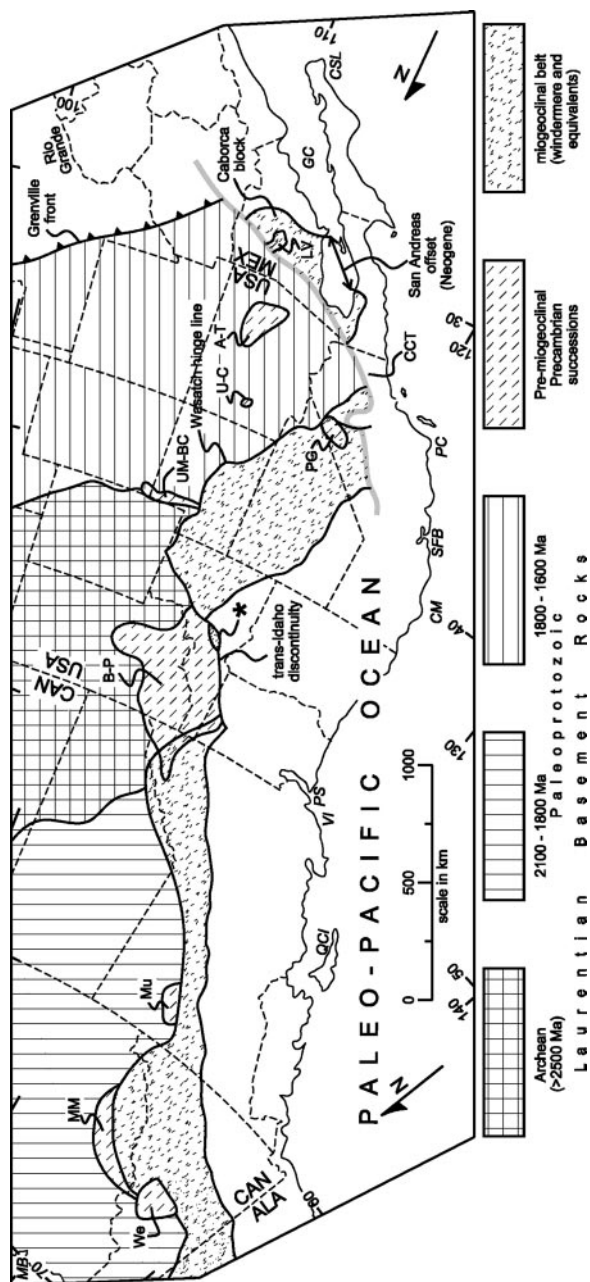 MB
70
We
MM
Mu
CAN
ALA
60
N
140
50
QCI
0
500
1000
scale in km
VI
PS
130
CAN
USA
B-P
trans-idaho
discontinuity
*
PALEO-PACIFIC OCEAN
UM-BC
Wasatch hinge line
U-C
A-T
PG
CM
40
SFB
PC
CCT
120
30
San Andreas
offset
(Neogene)
USA
MEX
Caborca
block
Grenville
front
Rio
Grande
100
GC
CSL
110
N
Archean
(>2500 Ma)
2100 - 1800 Ma
1800 - 1600 Ma
Paleoprotozoic
Laurentian Basement Rocks
Pre-miogeoclinal
Precambrian
successions
miogeoclinal belt
(windermere and
equivalents)